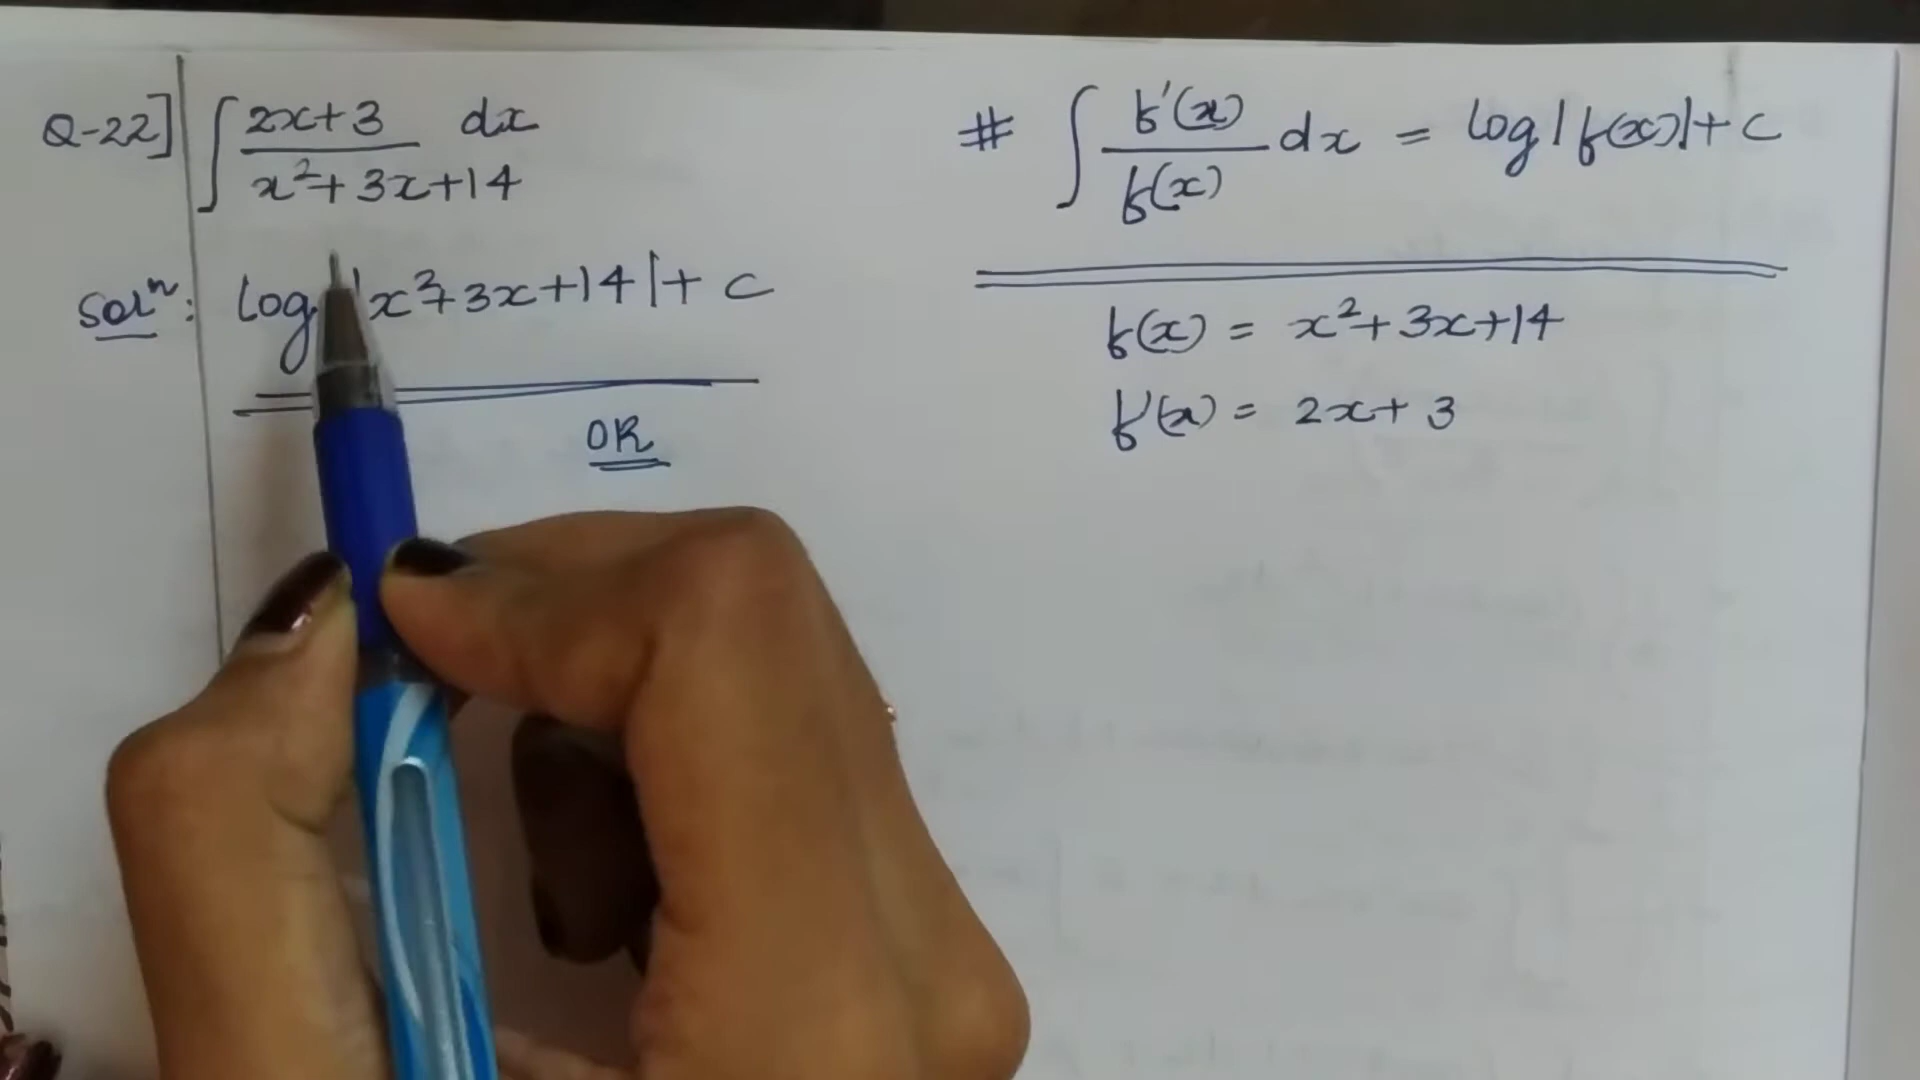 Q-22] ∫ (2x+3)/(x²+3x+14) dx
Solⁿ: log |x²+3x+14|+ c
OR
# ∫ f'(x)/f(x) dx = log|f(x)|+ c
f(x) = x²+3x+14
f'(x) = 2x+3